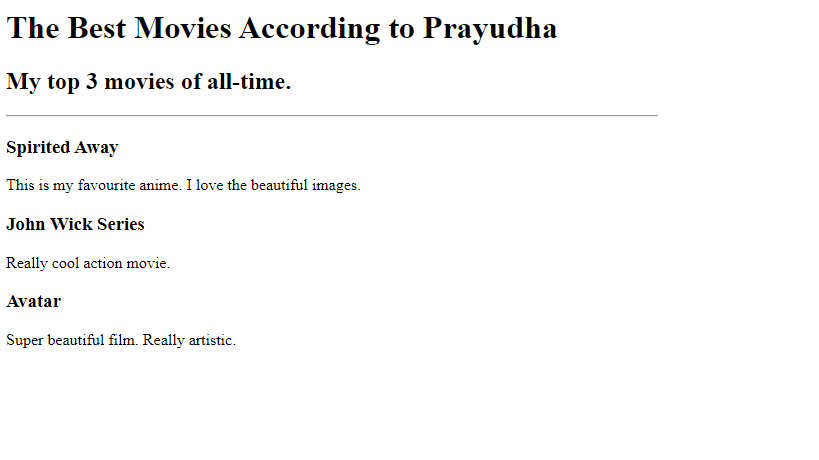 The Best Movies According to Prayudha
My top 3 movies of all-time.
Spirited Away
This is my favourite anime. I love the beautiful images.
John Wick Series
Really cool action movie.
Avatar
Super beautiful film. Really artistic.